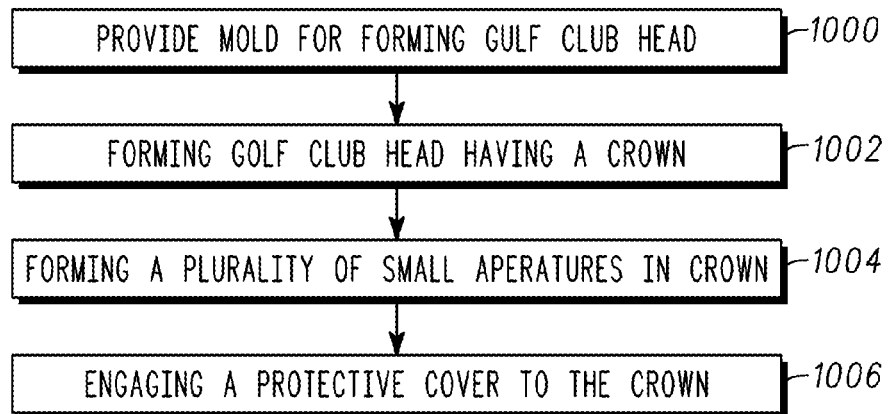 PROVIDE MOLD FOR FORMING GULF CLUB HEAD 1000
FORMING GOLF CLUB HEAD HAVING A CROWN 1002
FORMING A PLURALITY OF SMALL APERATURES IN CROWN 1004
ENGAGING A PROTECTIVE COVER TO THE CROWN 1006